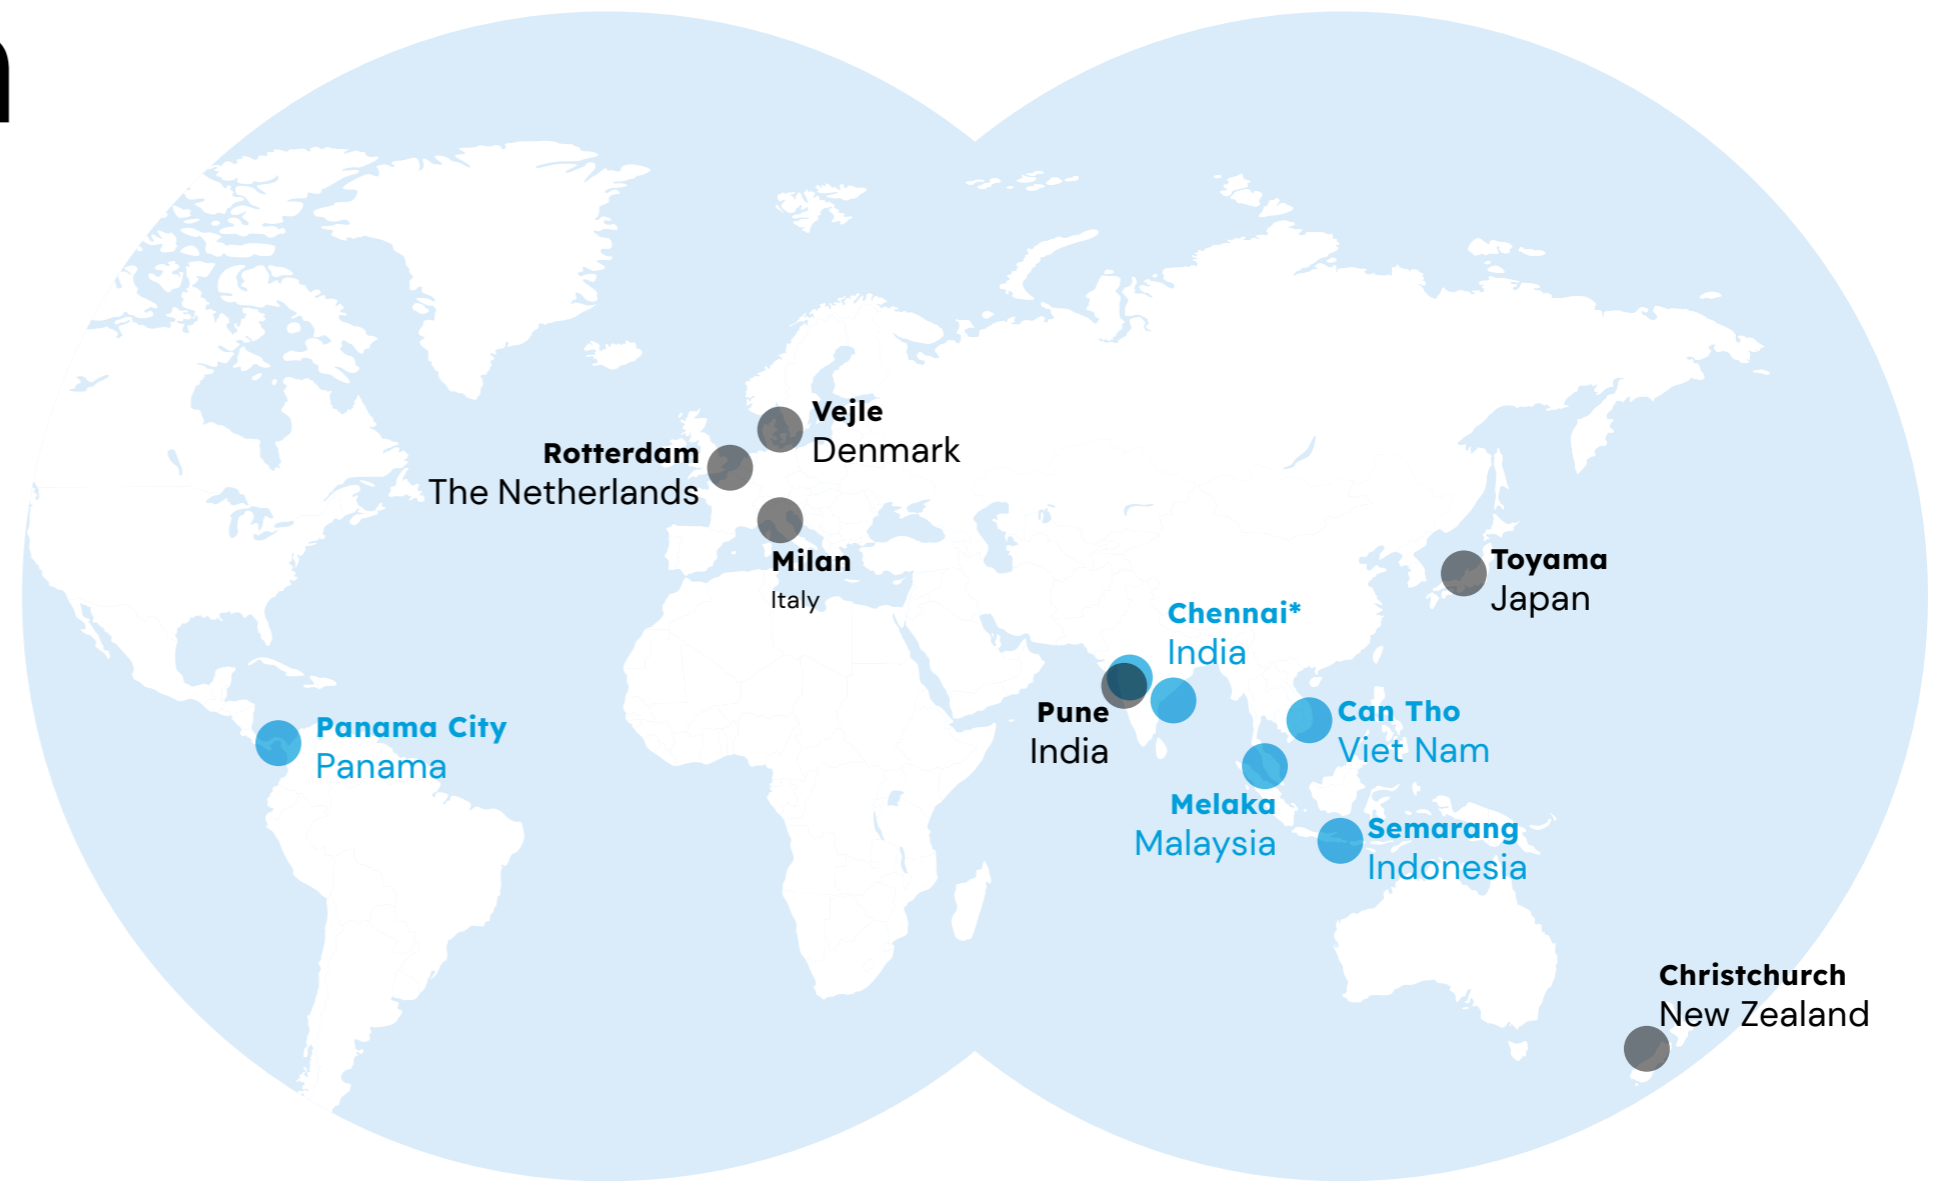 Vejle
Denmark
Rotterdam
The Netherlands
Milan
Italy
Toyama
Japan
Chennai*
India
Pune
India
Panama City
Panama
Can Tho
Viet Nam
Melaka
Malaysia
Semarang
Indonesia
Christchurch
New Zealand